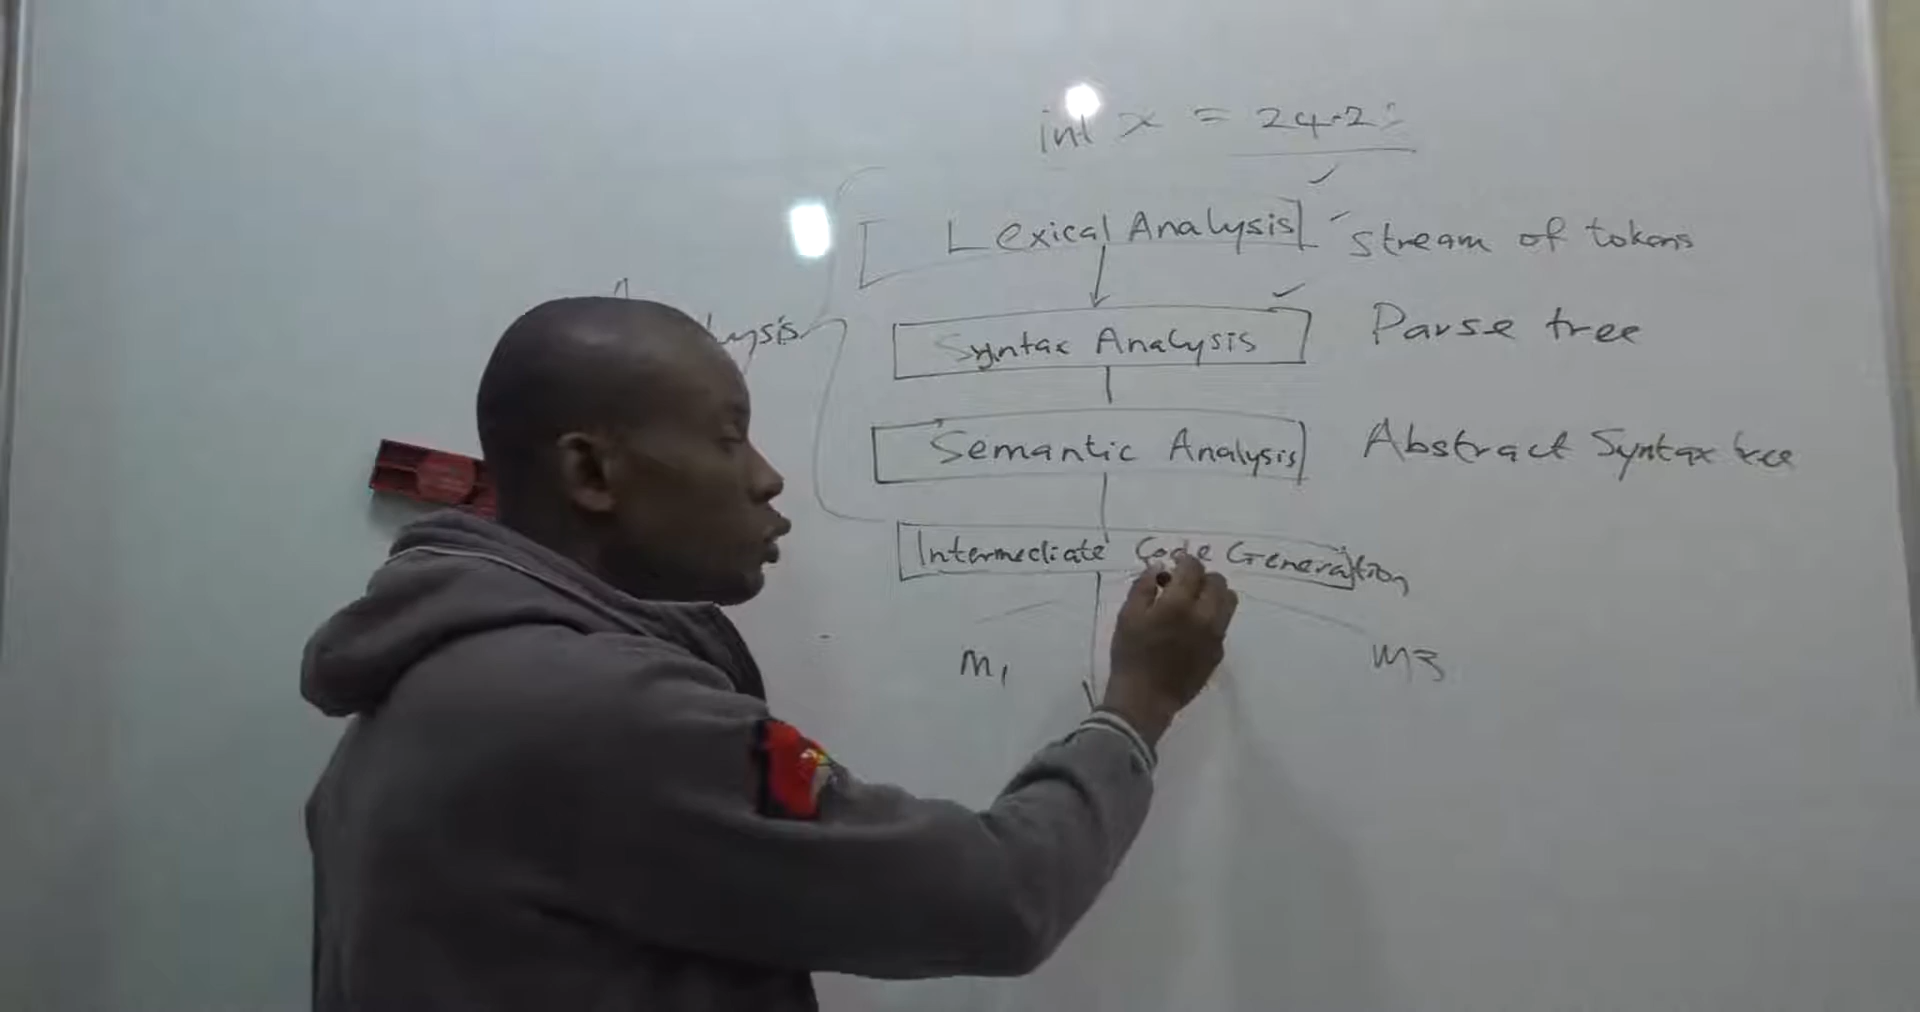 int x = 24.2;
Lexical Analysis
stream of tokens
Syntax Analysis
Parse tree
lysis
Semantic Analysis
Abstract Syntax tree
Intermediate Code Generation
m1
m3